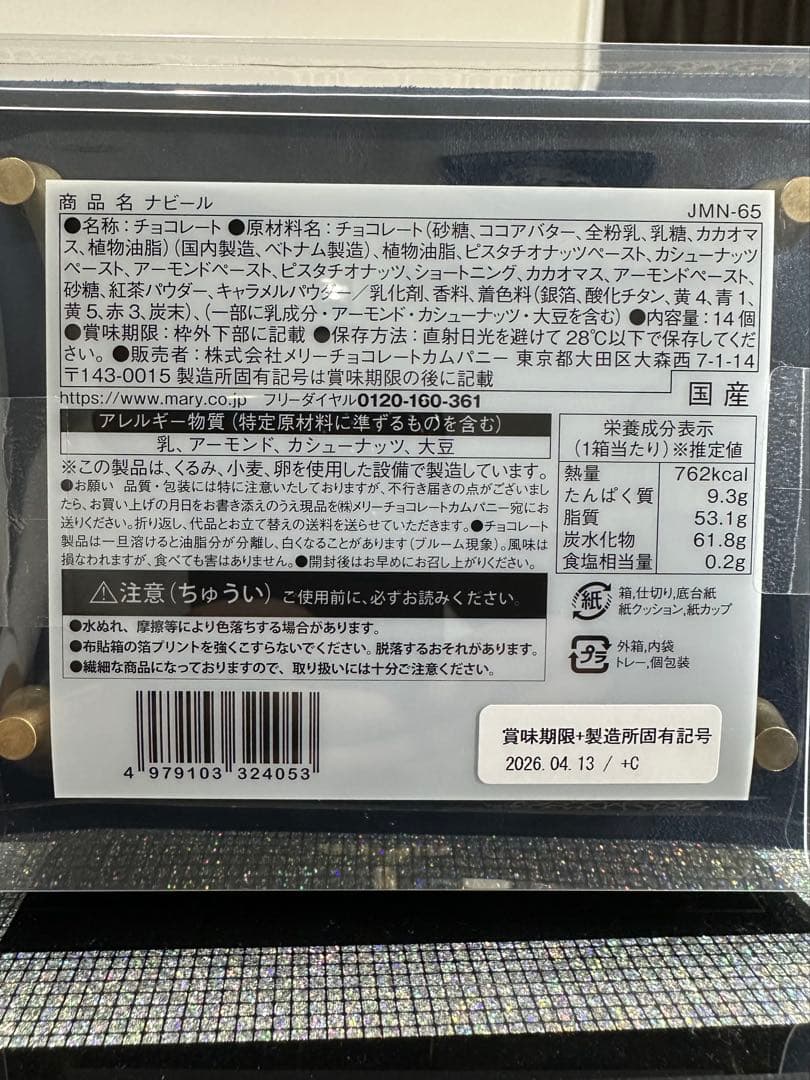 商品名 ナビール
JMN-65
●名称：チョコレート ●原材料名：チョコレート（砂糖、ココアバター、全粉乳、乳糖、カカオマ
ス、植物油脂）（国内製造、ベトナム製造）、植物油脂、ピスタチオナッツペースト、カシューナッツ
ペースト、アーモンドペースト、ピスタチオナッツ、ショートニング、カカオマス、アーモンドペースト、
砂糖、紅茶パウダー、キャラメルパウダー／乳化剤、香料、着色料（銀箔、酸化チタン、黄4、青1、
黄5、赤3、炭末）、（一部に乳成分・アーモンド・カシューナッツ・大豆を含む）●内容量：14個
●賞味期限：枠外下部に記載 ●保存方法：直射日光を避けて28℃以下で保存してくだ
さい。●販売者：株式会社メリーチョコレートカムパニー 東京都大田区大森西7-1-14
〒143-0015 製造所固有記号は賞味期限の後に記載
https://www.mary.co.jp フリーダイヤル0120-160-361
国産
アレルギー物質（特定原材料に準ずるものを含む）
乳、アーモンド、カシューナッツ、大豆
※この製品は、くるみ、小麦、卵を使用した設備で製造しています。
●お願い 品質・包装には特に注意いたしておりますが、不行き届きの点がございまし
たら、お買い上げの月日をお書き添えのうえ現品を㈱メリーチョコレートカムパニー宛にお
送りください。折り返し、代品とお立て替えの送料を送らせていただきます。●チョコレート
製品は一旦溶けると油脂分が分離し、白くなることがあります（ブルーム現象）。風味は
損なわれますが、食べても害はありません。●開封後はお早めにお召し上がりください。
栄養成分表示
（1箱当たり）※推定値
熱量 762kcal
たんぱく質 9.3g
脂質 53.1g
炭水化物 61.8g
食塩相当量 0.2g
⚠注意（ちゅうい）ご使用前に、必ずお読みください。
●水ぬれ、摩擦等により色落ちする場合があります。
●布貼箱の箔プリントを強くこすらないでください。脱落するおそれがあります。
●繊細な商品になっておりますので、取り扱いには十分ご注意ください。
紙 箱,仕切り,底台紙
紙クッション,紙カップ
プラ 外箱,内袋
トレー,個包装
4 979103 324053
賞味期限+製造所固有記号
2026.04.13 / +C